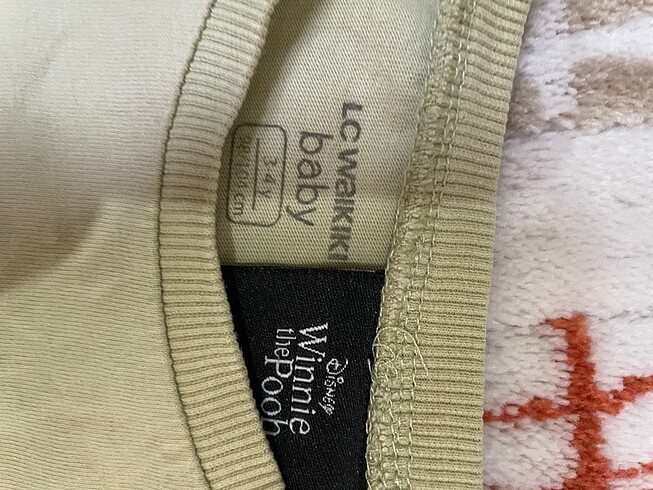 LC WAIKIKI
baby
3-4 Y
DISNEY
Winnie
the
Pooh